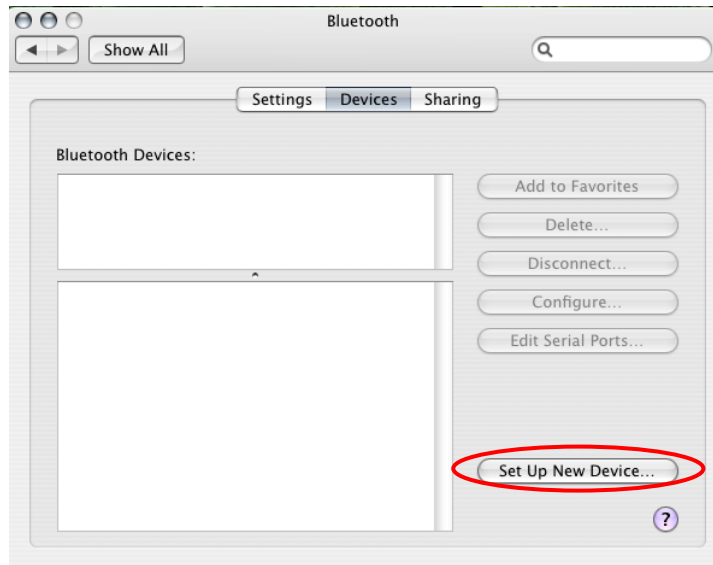 Bluetooth
Show All
Settings Devices Sharing
Bluetooth Devices:
Add to Favorites
Delete...
Disconnect...
Configure...
Edit Serial Ports...
Set Up New Device...
?